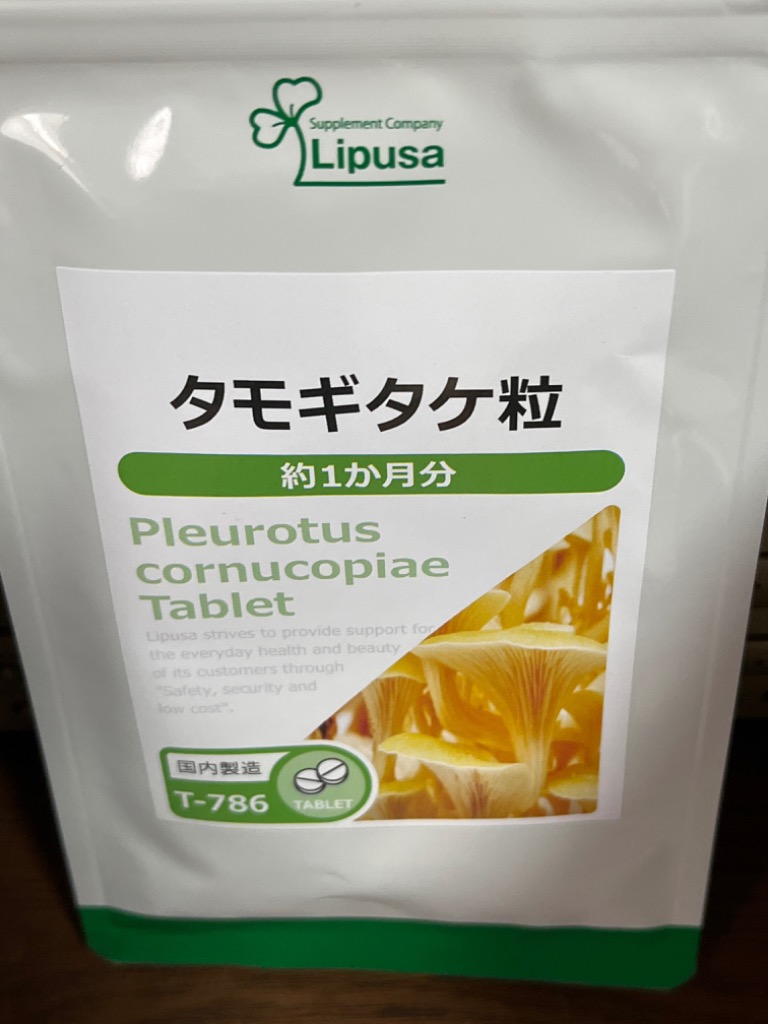 Supplement Company
Lipusa
タモギタケ粒
約1か月分
Pleurotus
cornucopiae
Tablet
Lipusa strives to provide support for
the everyday health and beauty
of its customers through
"Safety, security and
low cost".
国内製造
T-786
TABLET